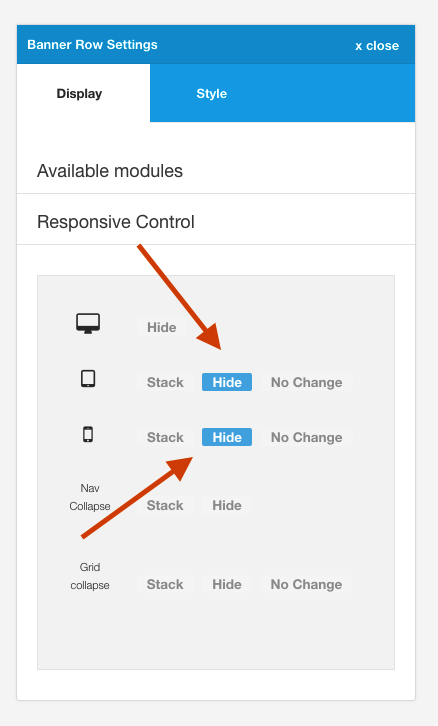 Banner Row Settings x close
Display Style
Available modules
Responsive Control
Hide
Stack Hide No Change
Stack Hide No Change
Nav
Collapse Stack Hide
Grid
collapse Stack Hide No Change